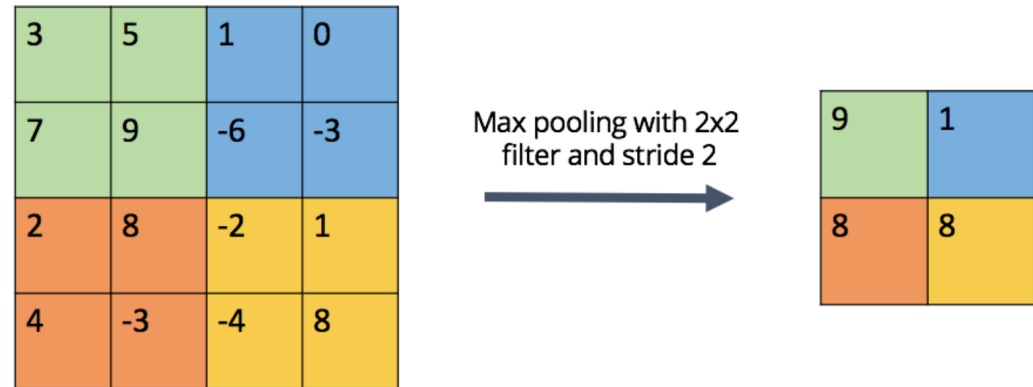 3 5 1 0
7 9 -6 -3
2 8 -2 1
4 -3 -4 8
Max pooling with 2x2
filter and stride 2
9 1
8 8